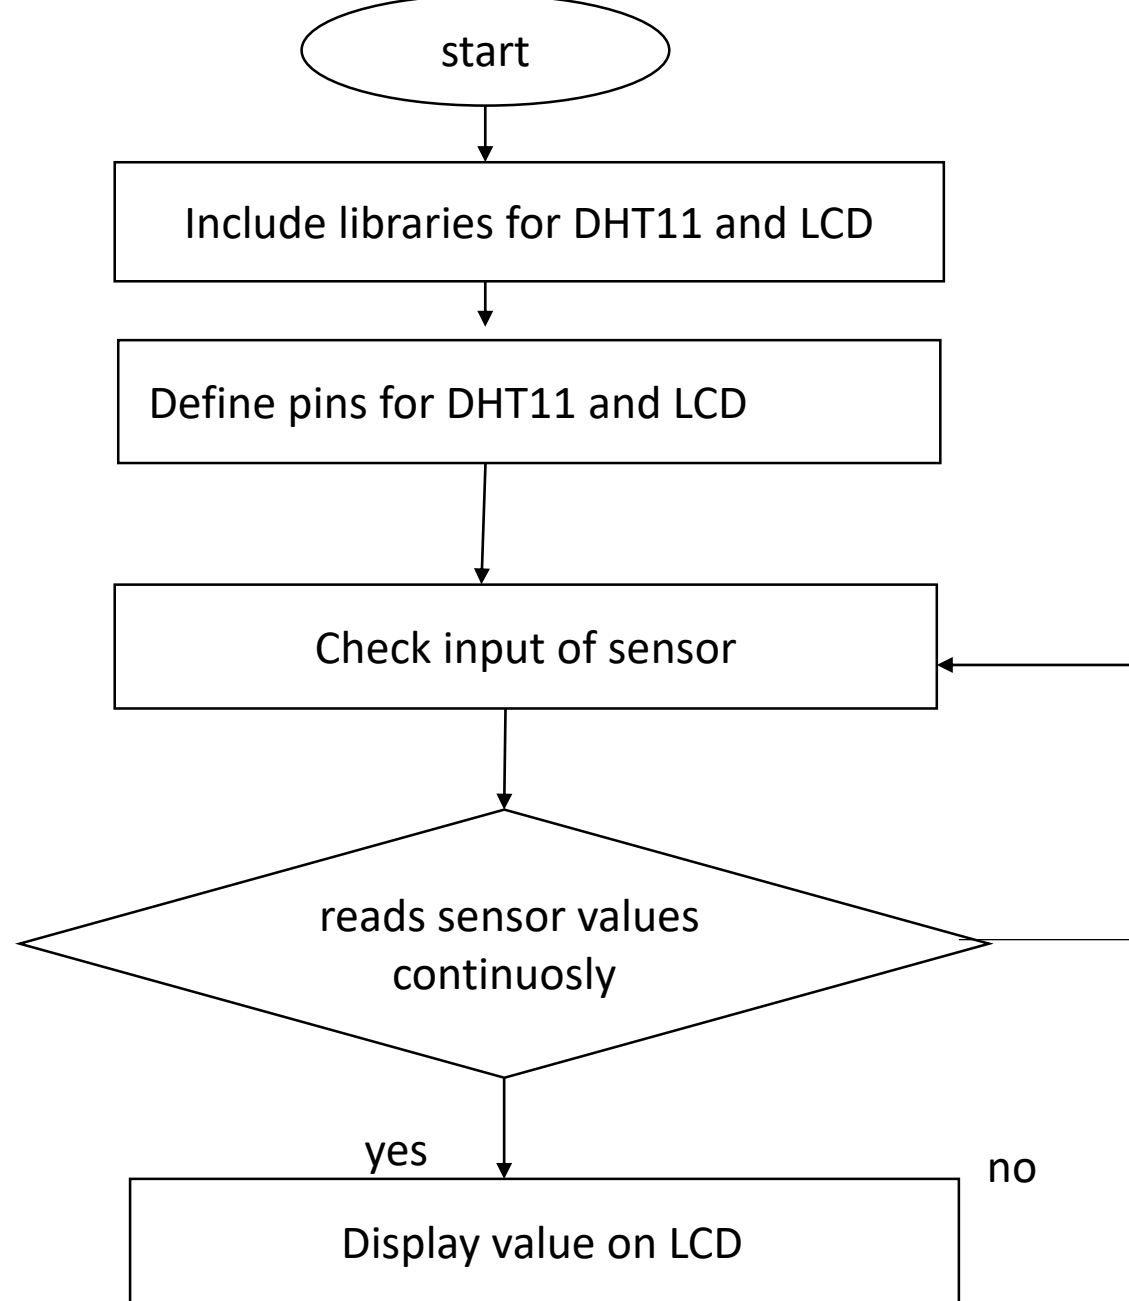 start
Include libraries for DHT11 and LCD
Define pins for DHT11 and LCD
Check input of sensor
reads sensor values
continuosly
yes
no
Display value on LCD